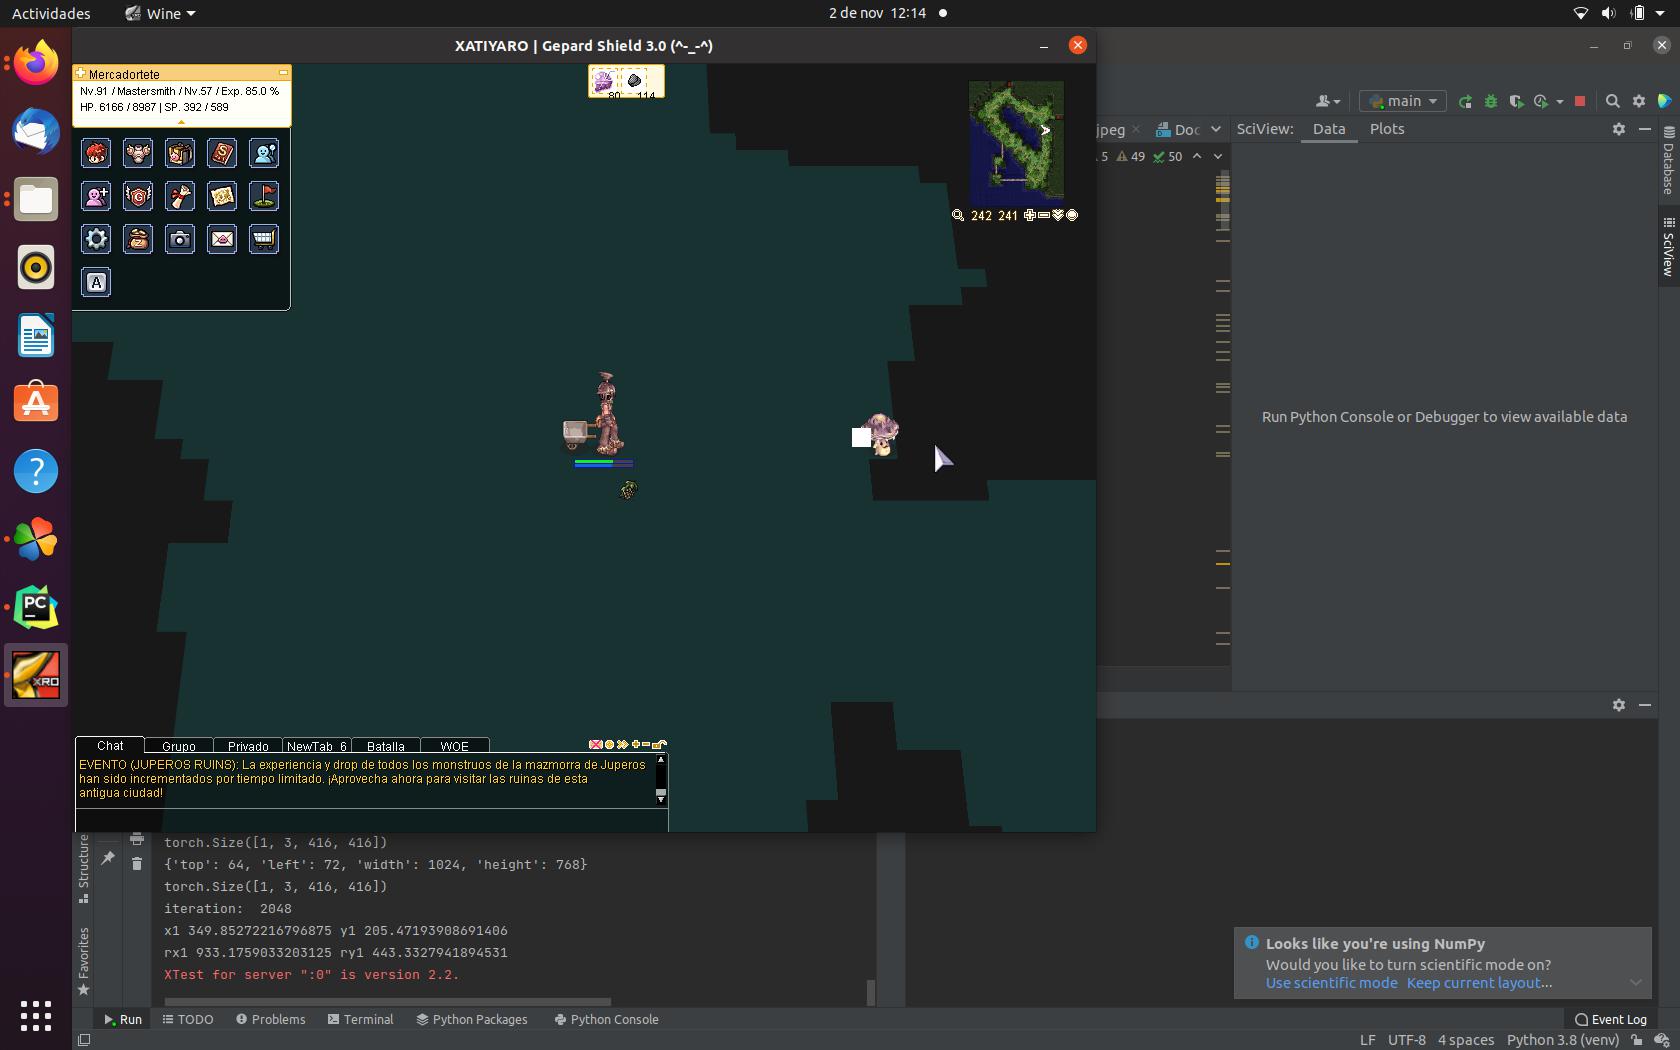 Actividades
Wine
2 de nov 12:14
XATIYARO | Gepard Shield 3.0 (^-_-^)
Mercadortete
Nv.91 / Mastersmith / Nv.57 / Exp. 85.0 %
HP. 6166 / 8987 | SP. 392 / 589
80
114
242 241
A
main
jpeg
Doc
SciView:
Data
Plots
5
49
50
Database
SciView
Run Python Console or Debugger to view available data
PC
XRO
Chat
Grupo
Privado
NewTab 6
Batalla
WOE
EVENTO (JUPEROS RUINS): La experiencia y drop de todos los monstruos de la mazmorra de Juperos
han sido incrementados por tiempo limitado. ¡Aprovecha ahora para visitar las ruinas de esta
antigua ciudad!
Structure
Favorites
torch.Size([1, 3, 416, 416])
{'top': 64, 'left': 72, 'width': 1024, 'height': 768}
torch.Size([1, 3, 416, 416])
iteration:  2048
x1 349.85272216796875 y1 205.47193908691406
rx1 933.1759033203125 ry1 443.3327941894531
XTest for server ":0" is version 2.2.
Looks like you're using NumPy
Would you like to turn scientific mode on?
Use scientific mode Keep current layout...
Run
TODO
Problems
Terminal
Python Packages
Python Console
Event Log
LF UTF-8 4 spaces Python 3.8 (venv)